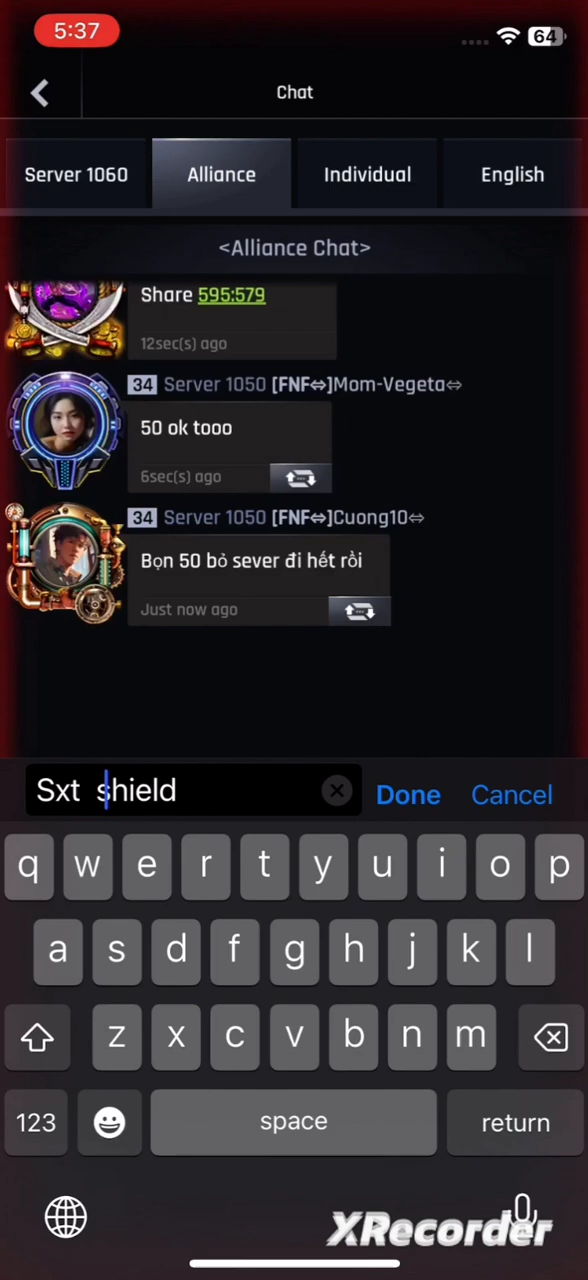 5:37
64
Chat
Server 1060
Alliance
Individual
English
<Alliance Chat>
Share 595:579
12sec(s) ago
34 Server 1050 [FNF⇔]Mom-Vegeta⇔
50 ok tooo
6sec(s) ago
34 Server 1050 [FNF⇔]Cuong10⇔
Bọn 50 bỏ sever đi hết rồi
Just now ago
Sxt  shield
Done
Cancel
q w e r t y u i o p
a s d f g h j k l
z x c v b n m
123
space
return
XRecorder